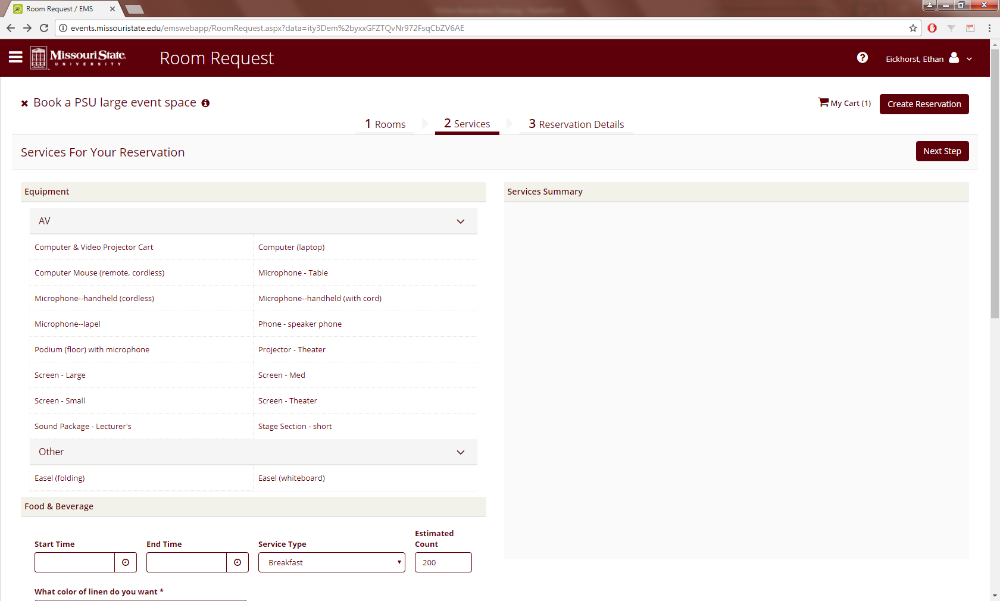 Room Request / EMS
events.missouristate.edu/emswebapp/RoomRequest.aspx?data=ity3Dem%2byxxGFZTQvNr972FsqCbZV6AE
Missouri State
UNIVERSITY
Room Request
Eickhorst, Ethan
Book a PSU large event space
My Cart (1)
Create Reservation
1 Rooms
2 Services
3 Reservation Details
Services For Your Reservation
Next Step
Equipment
Services Summary
AV
Computer & Video Projector Cart
Computer (laptop)
Computer Mouse (remote, cordless)
Microphone - Table
Microphone--handheld (cordless)
Microphone--handheld (with cord)
Microphone--lapel
Phone - speaker phone
Podium (floor) with microphone
Projector - Theater
Screen - Large
Screen - Med
Screen - Small
Screen - Theater
Sound Package - Lecturer's
Stage Section - short
Other
Easel (folding)
Easel (whiteboard)
Food & Beverage
Start Time
End Time
Service Type
Estimated
Count
Breakfast
200
What color of linen do you want *